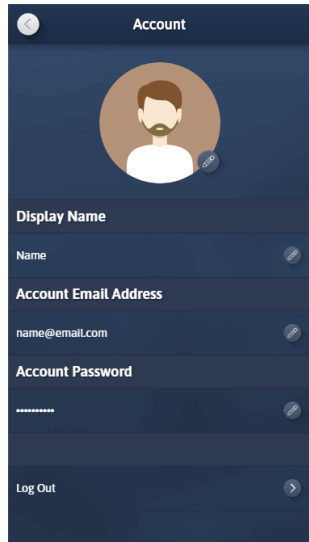 Account
Display Name
Name
Account Email Address
name@email.com
Account Password
••••••••••
Log Out